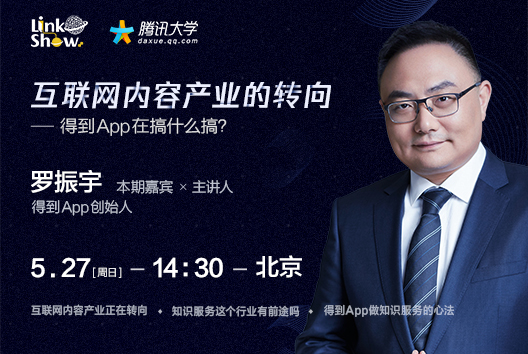 Link Show
腾讯大学
daxue.qq.com
互联网内容产业的转向
—— 得到App在搞什么搞?
罗振宇 本期嘉宾 × 主讲人
得到App创始人
5.27[周日] — 14:30 — 北京
互联网内容产业正在转向 ◆ 知识服务这个行业有前途吗 ◆ 得到App做知识服务的心法